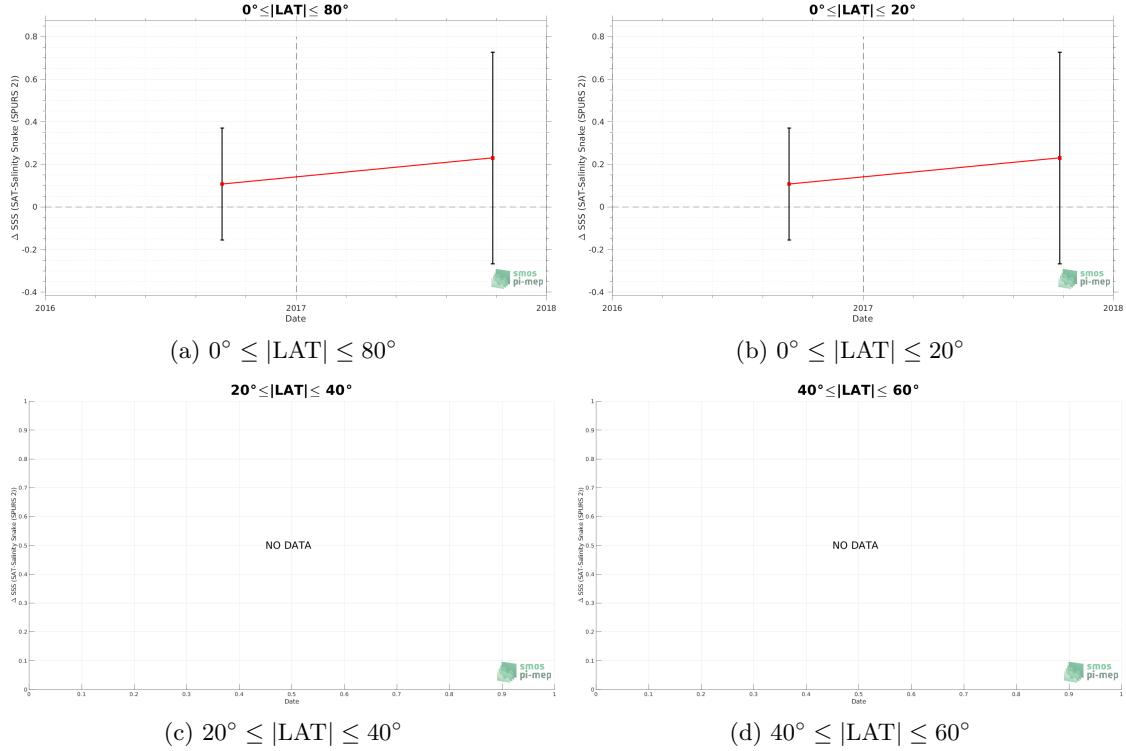 0°≤|LAT|≤ 80°
Δ SSS (SAT-Salinity Snake (SPURS 2))
0.8
0.6
0.4
0.2
0
-0.2
-0.4
2016
2017
2018
Date
smos
pi-mep
(a) 0° ≤ |LAT| ≤ 80°
0°≤|LAT|≤ 20°
Δ SSS (SAT-Salinity Snake (SPURS 2))
0.8
0.6
0.4
0.2
0
-0.2
-0.4
2016
2017
2018
Date
smos
pi-mep
(b) 0° ≤ |LAT| ≤ 20°
20°≤|LAT|≤ 40°
Δ SSS (SAT-Salinity Snake (SPURS 2))
1
0.9
0.8
0.7
0.6
0.5
0.4
0.3
0.2
0.1
0
NO DATA
0 0.1 0.2 0.3 0.4 0.5 0.6 0.7 0.8 0.9 1
Date
smos
pi-mep
(c) 20° ≤ |LAT| ≤ 40°
40°≤|LAT|≤ 60°
Δ SSS (SAT-Salinity Snake (SPURS 2))
1
0.9
0.8
0.7
0.6
0.5
0.4
0.3
0.2
0.1
0
NO DATA
0 0.1 0.2 0.3 0.4 0.5 0.6 0.7 0.8 0.9 1
Date
smos
pi-mep
(d) 40° ≤ |LAT| ≤ 60°